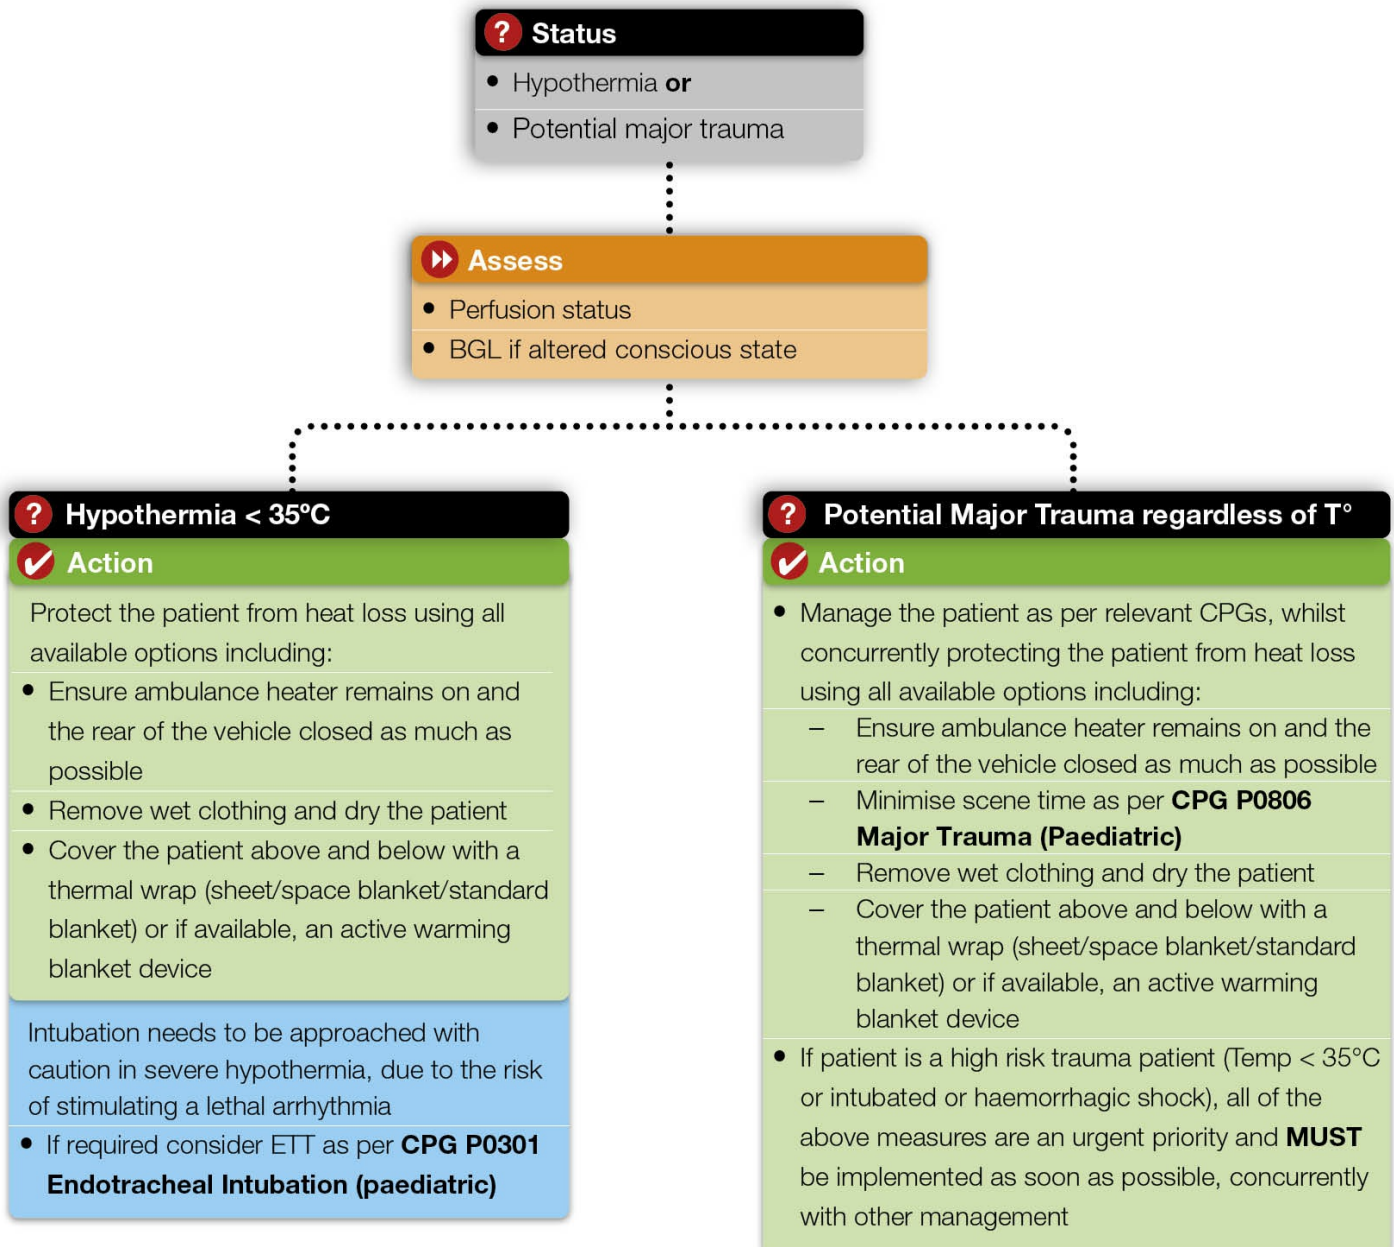 ? Status
• Hypothermia or
• Potential major trauma
Assess
• Perfusion status
• BGL if altered conscious state
? Hypothermia < 35ºC
Action
Protect the patient from heat loss using all
available options including:
• Ensure ambulance heater remains on and
the rear of the vehicle closed as much as
possible
• Remove wet clothing and dry the patient
• Cover the patient above and below with a
thermal wrap (sheet/space blanket/standard
blanket) or if available, an active warming
blanket device
Intubation needs to be approached with
caution in severe hypothermia, due to the risk
of stimulating a lethal arrhythmia
• If required consider ETT as per CPG P0301
Endotracheal Intubation (paediatric)
? Potential Major Trauma regardless of T°
Action
• Manage the patient as per relevant CPGs, whilst
concurrently protecting the patient from heat loss
using all available options including:
– Ensure ambulance heater remains on and the
rear of the vehicle closed as much as possible
– Minimise scene time as per CPG P0806
Major Trauma (Paediatric)
– Remove wet clothing and dry the patient
– Cover the patient above and below with a
thermal wrap (sheet/space blanket/standard
blanket) or if available, an active warming
blanket device
• If patient is a high risk trauma patient (Temp < 35°C
or intubated or haemorrhagic shock), all of the
above measures are an urgent priority and MUST
be implemented as soon as possible, concurrently
with other management